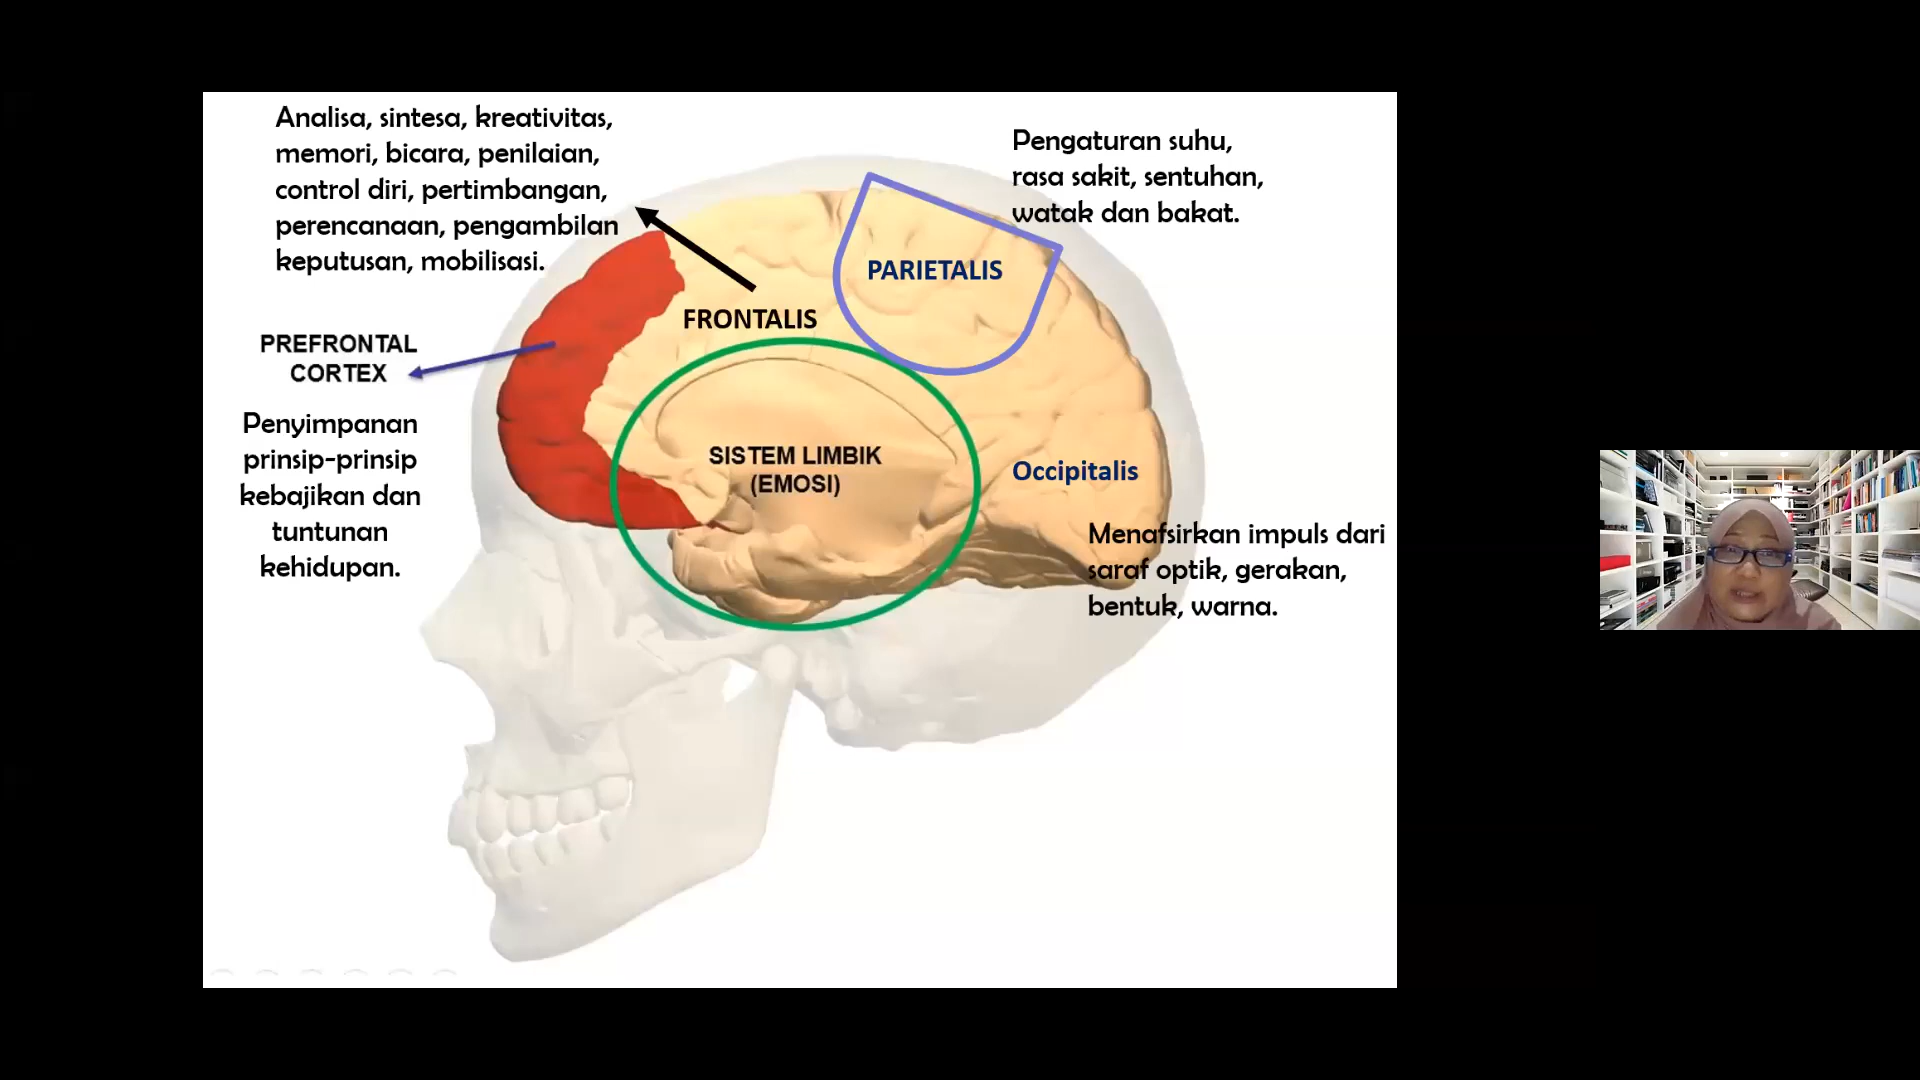 Analisa, sintesa, kreativitas,
memori, bicara, penilaian,
control diri, pertimbangan,
perencanaan, pengambilan
keputusan, mobilisasi.
Pengaturan suhu,
rasa sakit, sentuhan,
watak dan bakat.
PARIETALIS
FRONTALIS
PREFRONTAL
CORTEX
Penyimpanan
prinsip-prinsip
kebajikan dan
tuntunan
kehidupan.
SISTEM LIMBIK
(EMOSI)
Occipitalis
Menafsirkan impuls dari
saraf optik, gerakan,
bentuk, warna.